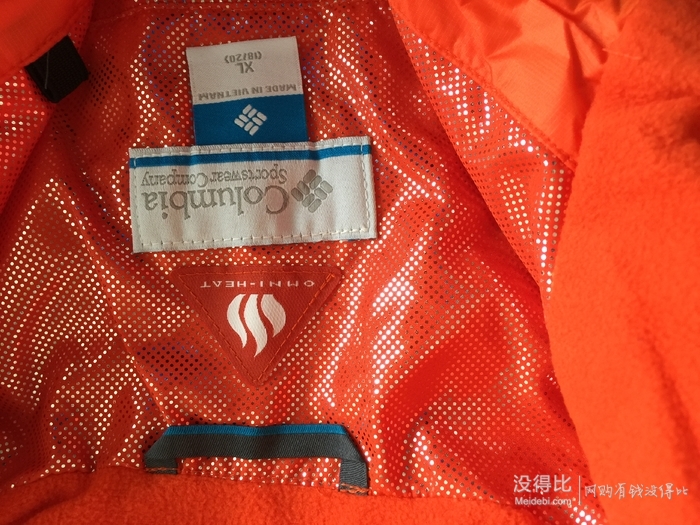 XL
(18/20)
MADE IN VIETNAM
Columbia
Sportswear Company
OMNI-HEAT
没得比
Meidebi.com
网购有钱没得比